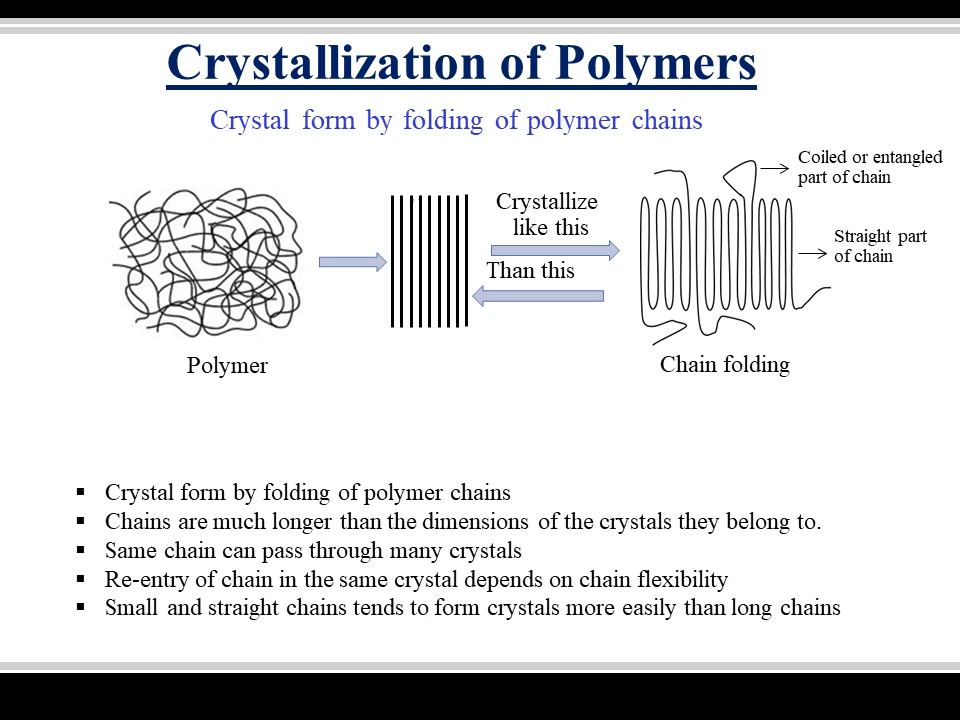 Crystallization of Polymers
Crystal form by folding of polymer chains
Coiled or entangled
part of chain
Crystallize
like this
Straight part
of chain
Than this
Polymer
Chain folding
▪ Crystal form by folding of polymer chains
▪ Chains are much longer than the dimensions of the crystals they belong to.
▪ Same chain can pass through many crystals
▪ Re-entry of chain in the same crystal depends on chain flexibility
▪ Small and straight chains tends to form crystals more easily than long chains